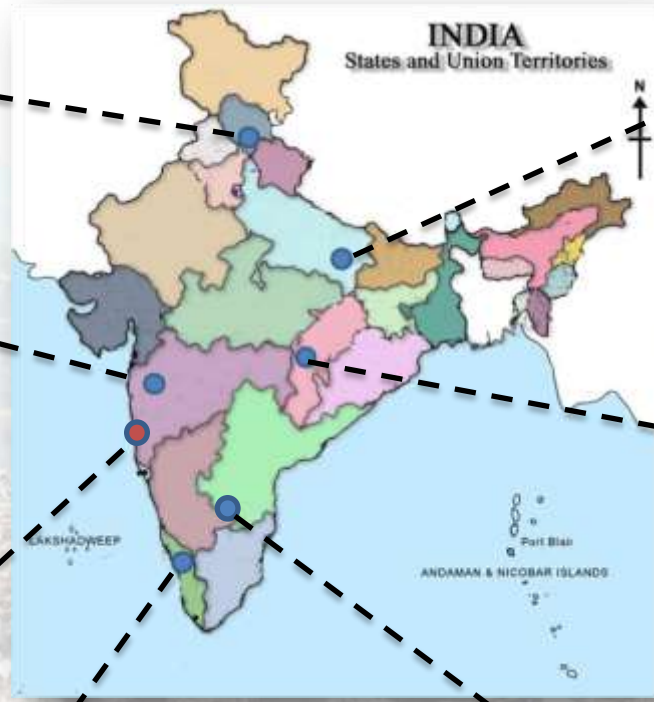 INDIA
States and Union Territories
N
LAKSHADWEEP
Port Blair
ANDAMAN & NICOBAR ISLANDS